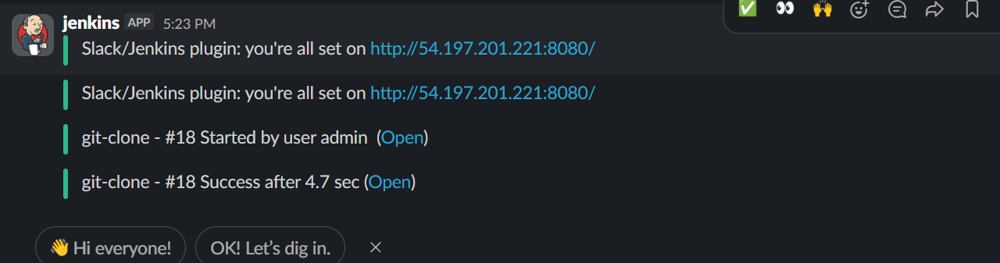 jenkins APP 5:23 PM
Slack/Jenkins plugin: you're all set on http://54.197.201.221:8080/
Slack/Jenkins plugin: you're all set on http://54.197.201.221:8080/
git-clone - #18 Started by user admin (Open)
git-clone - #18 Success after 4.7 sec (Open)
👋 Hi everyone! OK! Let’s dig in.